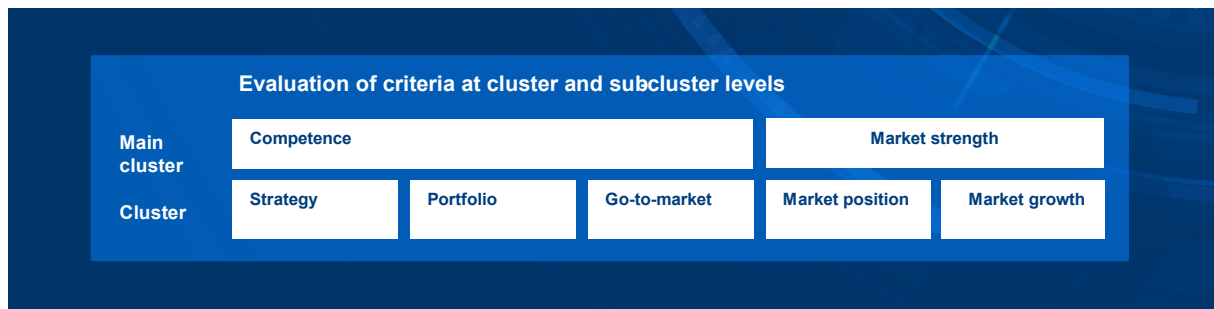 Evaluation of criteria at cluster and subcluster levels
Main
cluster
Competence
Market strength
Cluster
Strategy
Portfolio
Go-to-market
Market position
Market growth